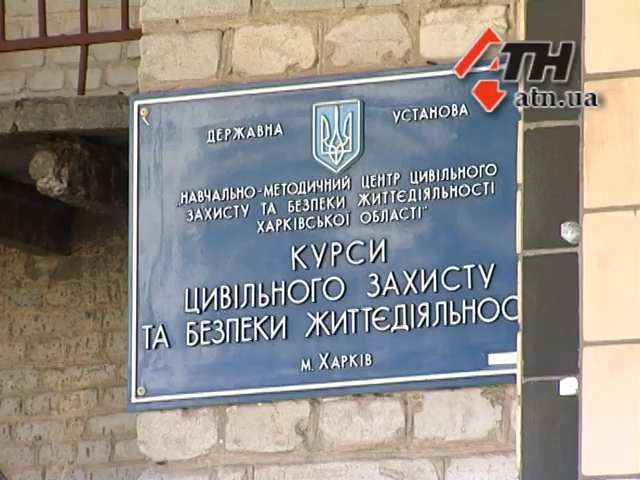 АТН
atn.ua
ДЕРЖАВНА УСТАНОВА
„НАВЧАЛЬНО-МЕТОДИЧНИЙ ЦЕНТР ЦИВІЛЬНОГО
ЗАХИСТУ ТА БЕЗПЕКИ ЖИТТЄДІЯЛЬНОСТІ
ХАРКІВСЬКОЇ ОБЛАСТІ"
КУРСИ
ЦИВІЛЬНОГО ЗАХИСТУ
ТА БЕЗПЕКИ ЖИТТЄДІЯЛЬНОС
М. ХАРКІВ